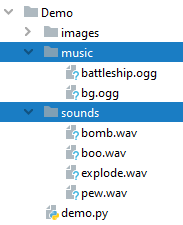 Demo
images
music
battleship.ogg
bg.ogg
sounds
bomb.wav
boo.wav
explode.wav
pew.wav
demo.py